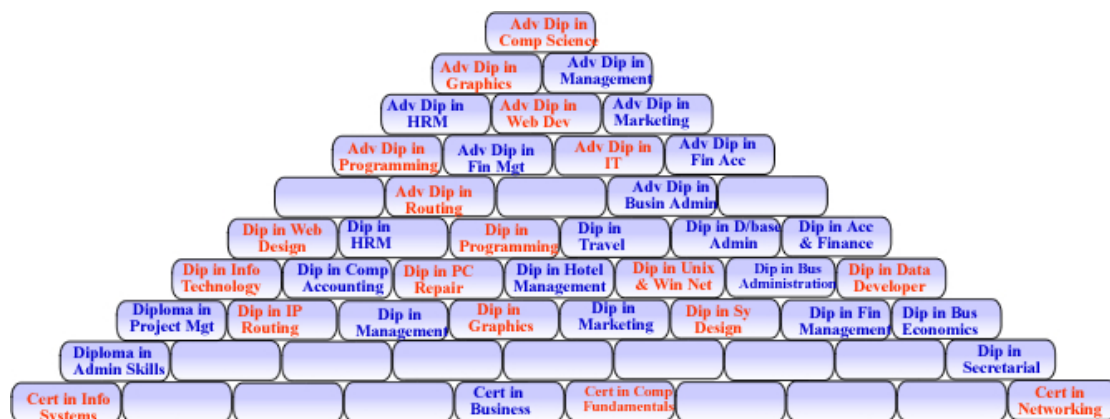 Adv Dip in
Comp Science
Adv Dip in
Graphics
Adv Dip in
Management
Adv Dip in
HRM
Adv Dip in
Web Dev
Adv Dip in
Marketing
Adv Dip in
Programming
Adv Dip in
Fin Mgt
Adv Dip in
IT
Adv Dip in
Fin Acc
Adv Dip in
Routing
Adv Dip in
Busin Admin
Dip in Web
Design
Dip in
HRM
Dip in
Programming
Dip in
Travel
Dip in D/base
Admin
Dip in Acc
& Finance
Dip in Info
Technology
Dip in Comp
Accounting
Dip in PC
Repair
Dip in Hotel
Management
Dip in Unix
& Win Net
Dip in Bus
Administration
Dip in Data
Developer
Diploma in
Project Mgt
Dip in IP
Routing
Dip in
Management
Dip in
Graphics
Dip in
Marketing
Dip in Sy
Design
Dip in Fin
Management
Dip in Bus
Economics
Diploma in
Admin Skills
Dip in
Secretarial
Cert in Info
Systems
Cert in
Business
Cert in Comp
Fundamentals
Cert in
Networking